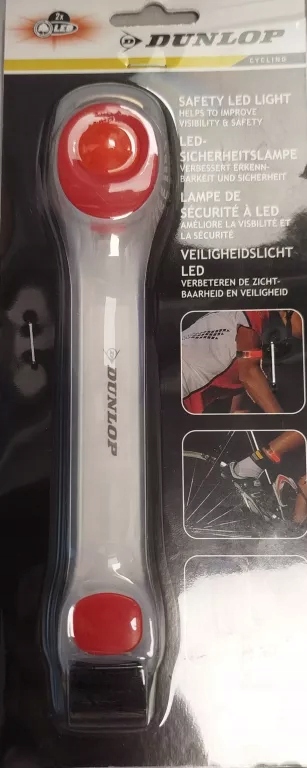 2x
LED
DUNLOP
CYCLING
SAFETY LED LIGHT
HELPS TO IMPROVE
VISIBILITY & SAFETY
LED-
SICHERHEITSLAMPE
VERBESSERT ERKENN-
BARKEIT UND SICHERHEIT
LAMPE DE
SÉCURITÉ À LED
AMÉLIORE LA VISIBILITÉ ET
LA SÉCURITÉ
VEILIGHEIDSLICHT
LED
VERBETEREN DE ZICHT-
BAARHEID EN VEILIGHEID
DUNLOP